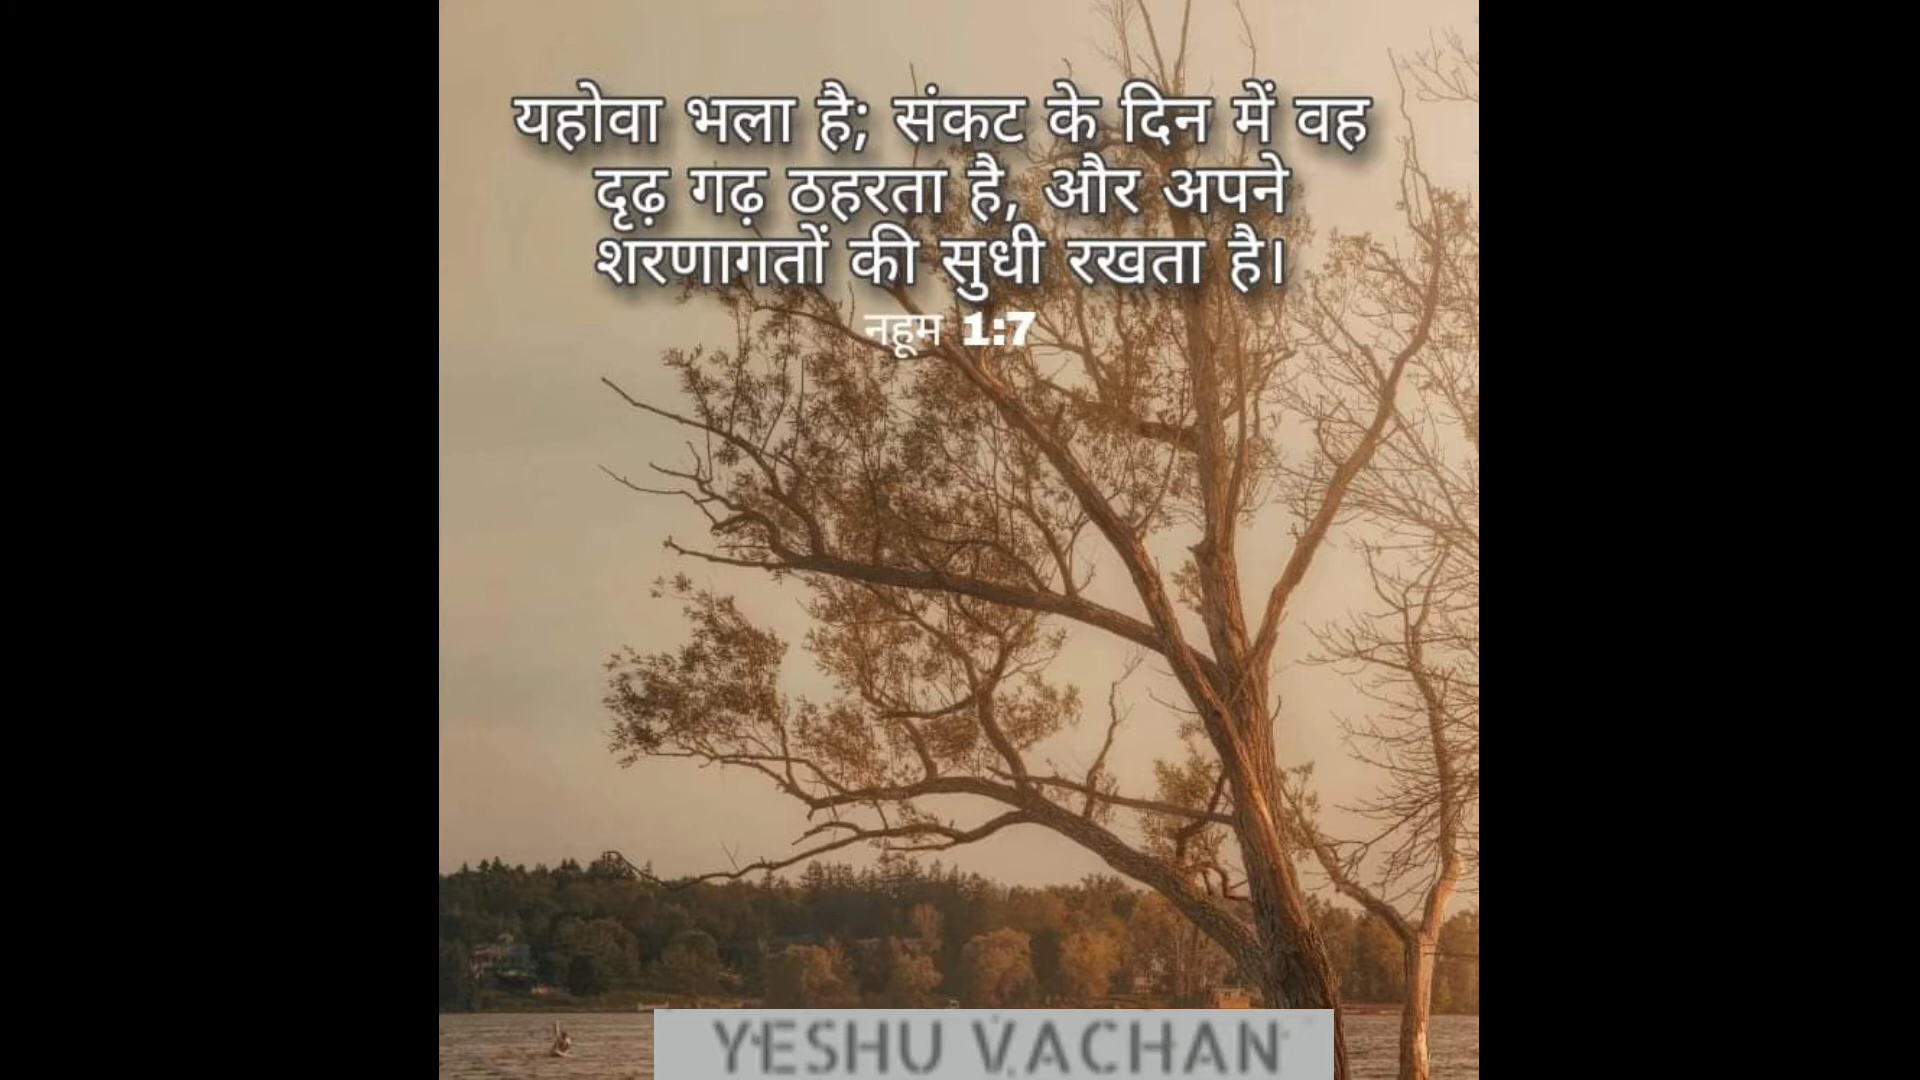 यहोवा भला है; संकट के दिन में वह
दृढ़ गढ़ ठहरता है, और अपने
शरणागतों की सुधी रखता है।
नहूम 1:7
YESHU VACHAN